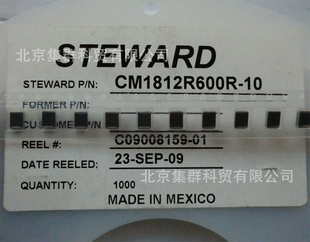 STEWARD
北京集群科贸有限公司
STEWARD P/N: CM1812R600R-10
FORMER P/N:
CUSTOMER P/N
REEL #: C09008159-01
DATE REELED: 23-SEP-09
北京集群科贸有限公司
QUANTITY: 1000
MADE IN MEXICO